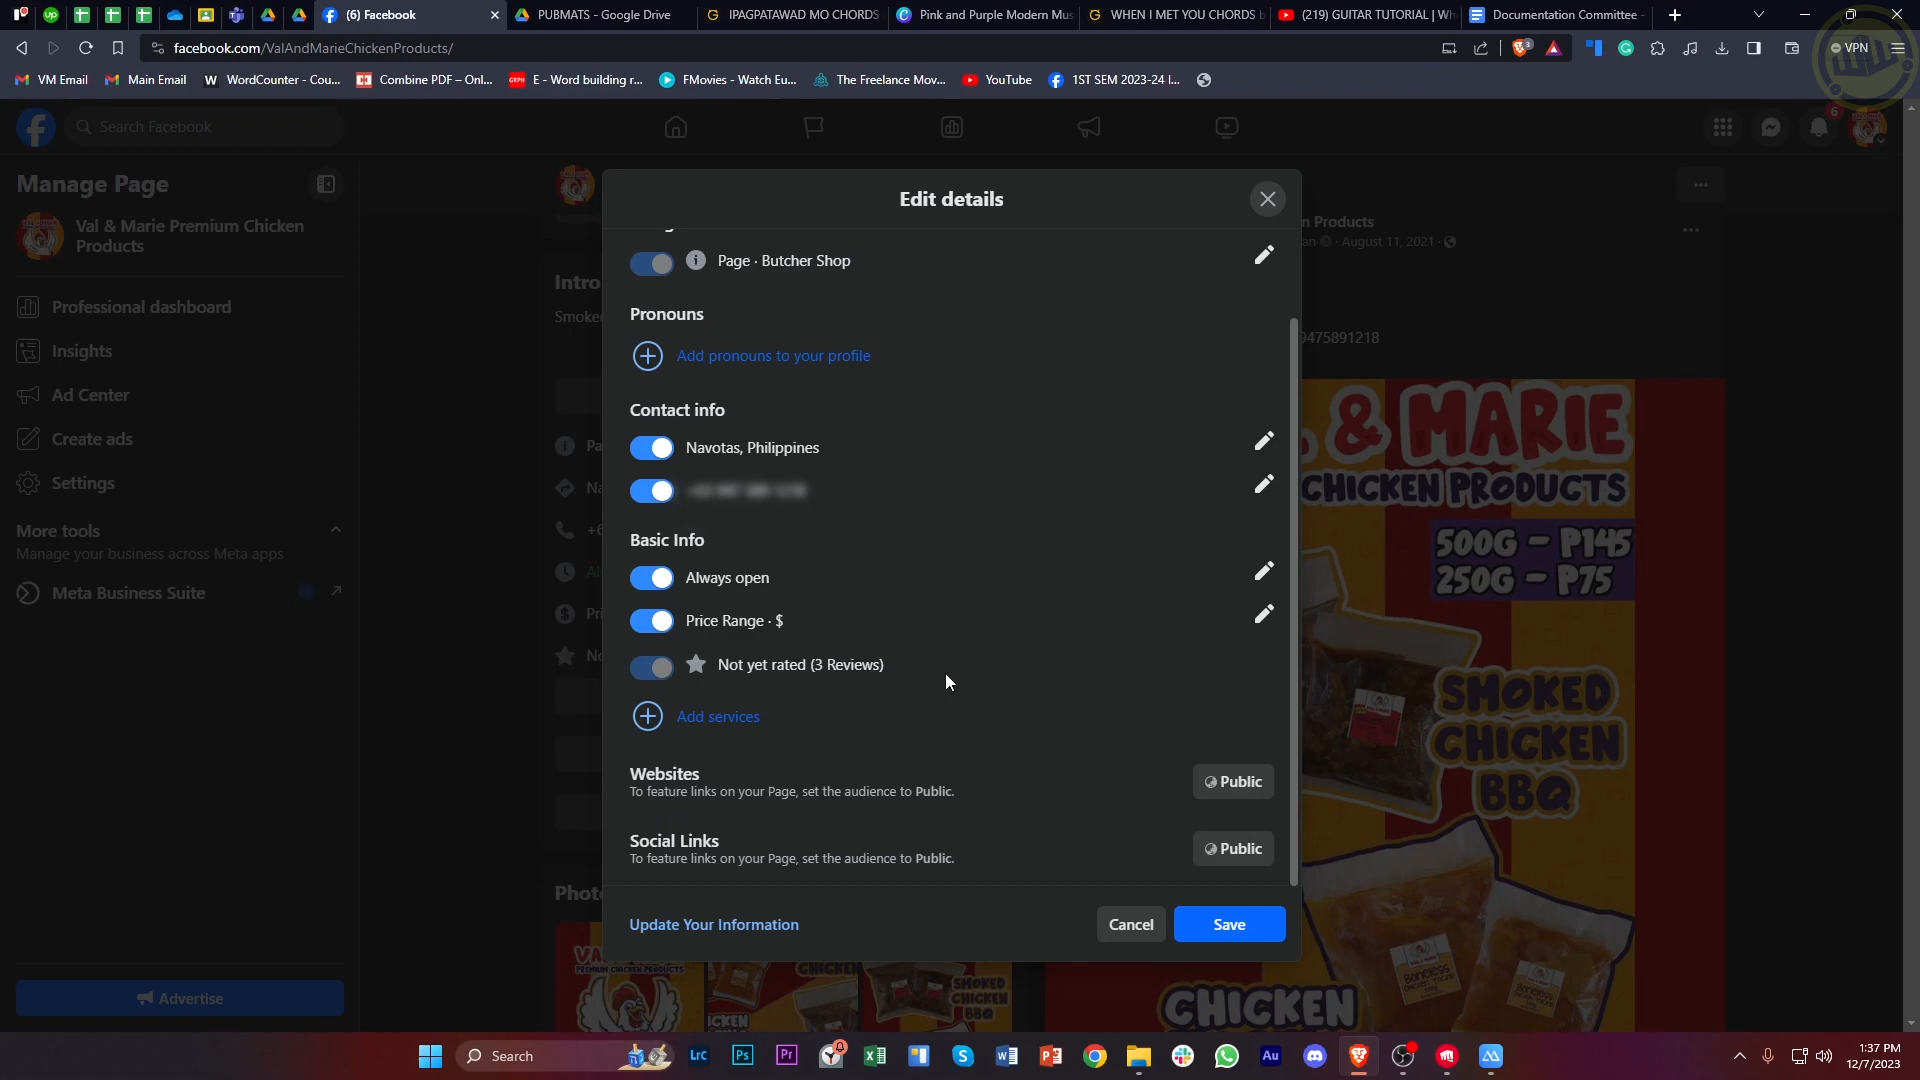 (6) Facebook
PUBMATS - Google Drive
IPAGPATAWAD MO CHORDS
Pink and Purple Modern Mus
WHEN I MET YOU CHORDS b
(219) GUITAR TUTORIAL | Wh
Documentation Committee -
facebook.com/ValAndMarieChickenProducts/
VPN
VM Email
Main Email
WordCounter - Cou...
Combine PDF – Onl...
E - Word building r...
FMovies - Watch Eu...
The Freelance Mov...
YouTube
1ST SEM 2023-24 I...
Search Facebook
6
Manage Page
Val & Marie Premium Chicken
Products
Professional dashboard
Insights
Ad Center
Create ads
Settings
More tools
Manage your business across Meta apps
Meta Business Suite
Advertise
Intro
Smoked
Edit details
Page · Butcher Shop
Pronouns
Add pronouns to your profile
Contact info
Navotas, Philippines
Basic Info
Always open
Price Range · $
Not yet rated (3 Reviews)
Add services
Websites
To feature links on your Page, set the audience to Public.
Public
Social Links
To feature links on your Page, set the audience to Public.
Public
Update Your Information
Cancel
Save
n Products
August 11, 2021 ·
9475891218
& MARIE
CHICKEN PRODUCTS
500G - P145
250G - P75
SMOKED
CHICKEN
BBQ
CHICKEN
Search
1:37 PM
12/7/2023